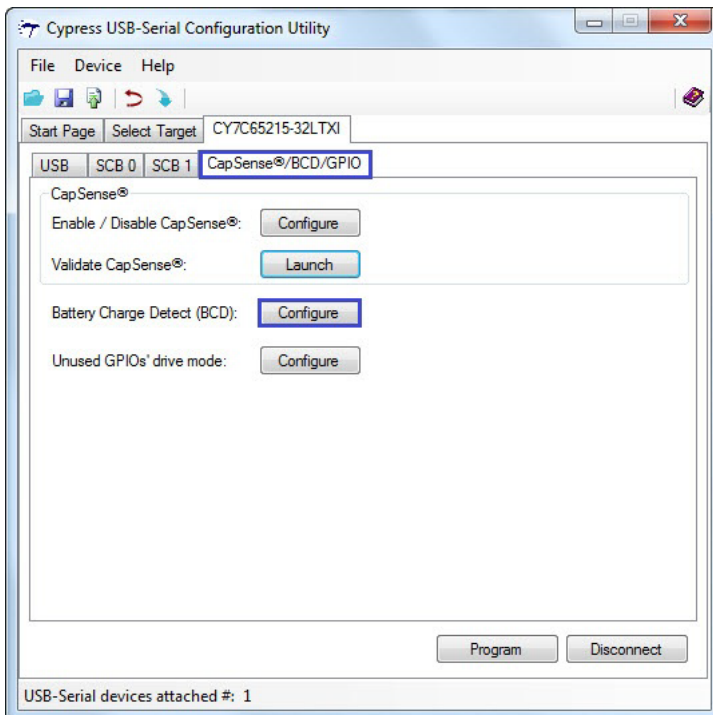 Cypress USB-Serial Configuration Utility
File Device Help
Start Page Select Target CY7C65215-32LTXI
USB SCB 0 SCB 1 CapSense®/BCD/GPIO
CapSense®
Enable / Disable CapSense®: Configure
Validate CapSense®: Launch
Battery Charge Detect (BCD): Configure
Unused GPIOs' drive mode: Configure
Program Disconnect
USB-Serial devices attached #: 1